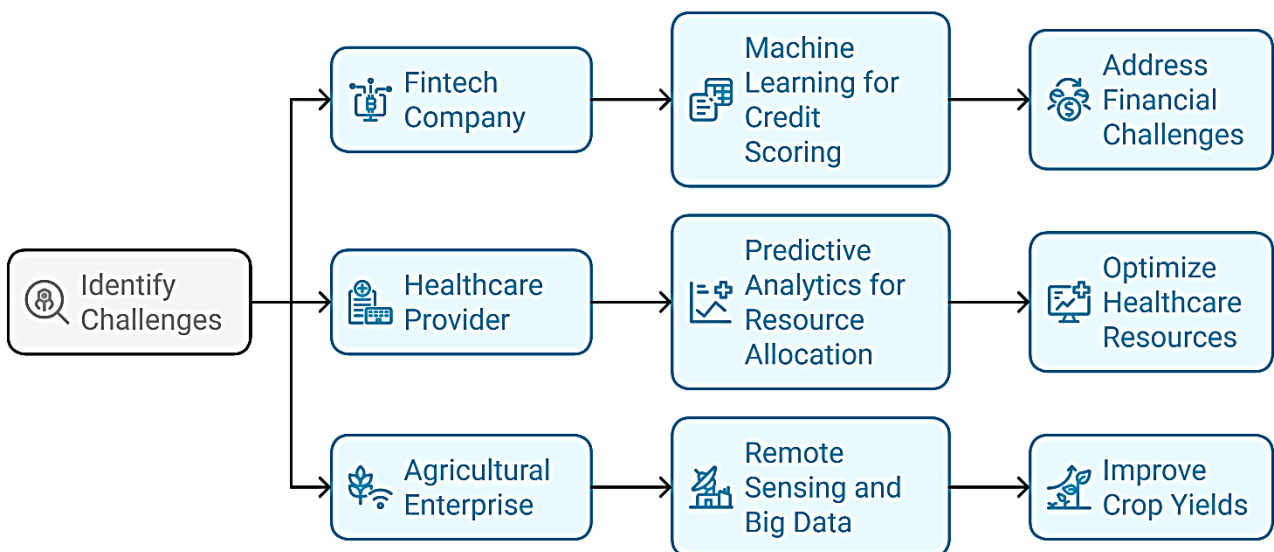 Identify
Challenges
Fintech
Company
Machine
Learning for
Credit
Scoring
Address
Financial
Challenges
Healthcare
Provider
Predictive
Analytics for
Resource
Allocation
Optimize
Healthcare
Resources
Agricultural
Enterprise
Remote
Sensing and
Big Data
Improve
Crop Yields